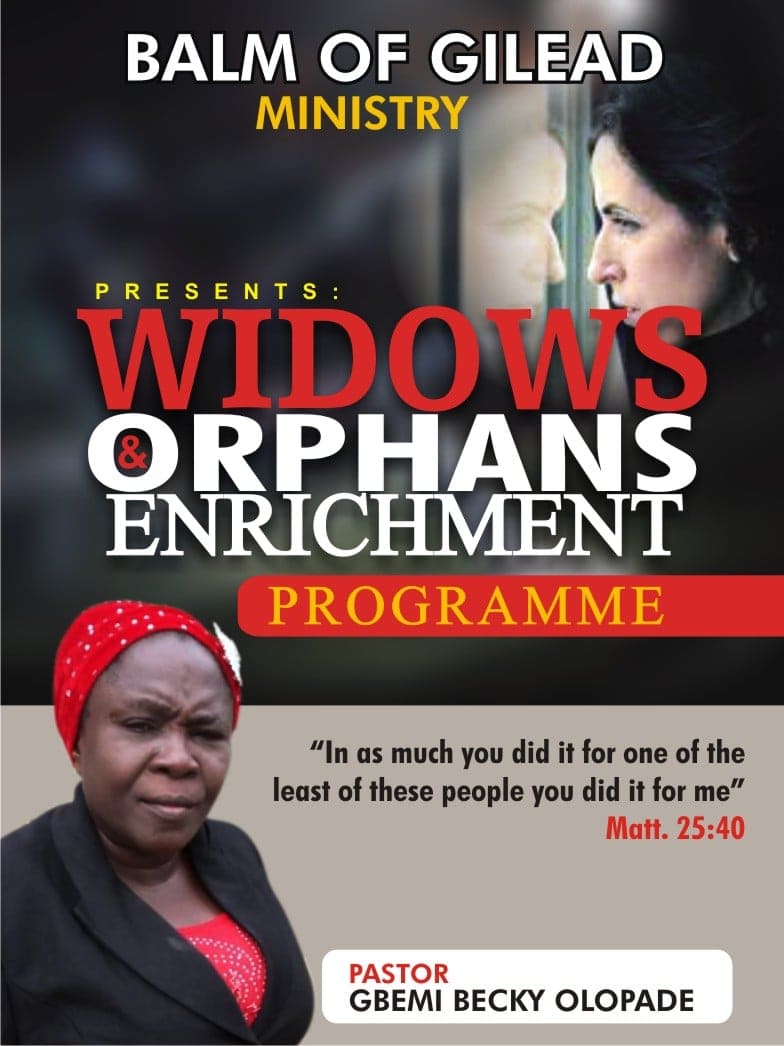 BALM OF GILEAD
MINISTRY
PRESENTS:
WIDOWS
& ORPHANS
ENRICHMENT
PROGRAMME
“In as much you did it for one of the
least of these people you did it for me”
Matt. 25:40
PASTOR
GBEMI BECKY OLOPADE